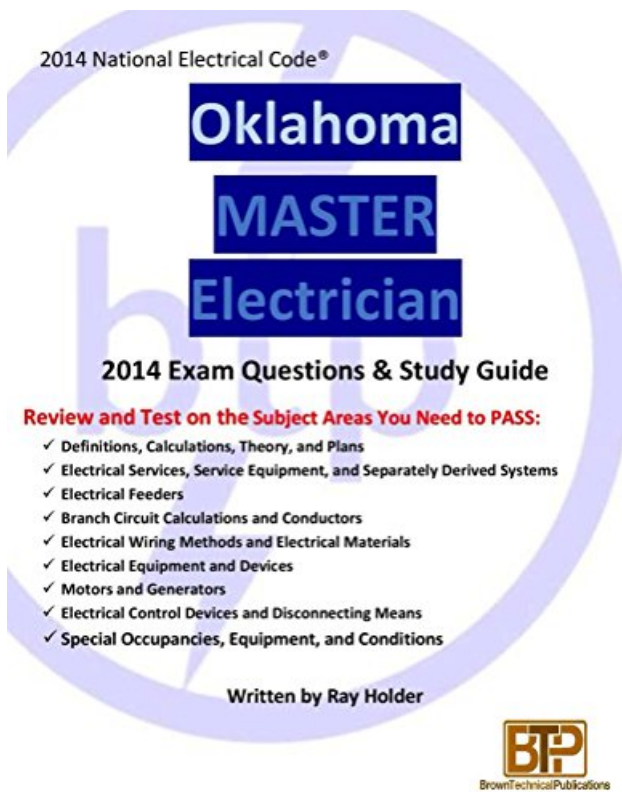 2014 National Electrical Code®
Oklahoma
MASTER
Electrician
2014 Exam Questions & Study Guide
Review and Test on the Subject Areas You Need to PASS:
✓ Definitions, Calculations, Theory, and Plans
✓ Electrical Services, Service Equipment, and Separately Derived Systems
✓ Electrical Feeders
✓ Branch Circuit Calculations and Conductors
✓ Electrical Wiring Methods and Electrical Materials
✓ Electrical Equipment and Devices
✓ Motors and Generators
✓ Electrical Control Devices and Disconnecting Means
✓ Special Occupancies, Equipment, and Conditions
btp
Written by Ray Holder
BTP
BrownTechnicalPublications